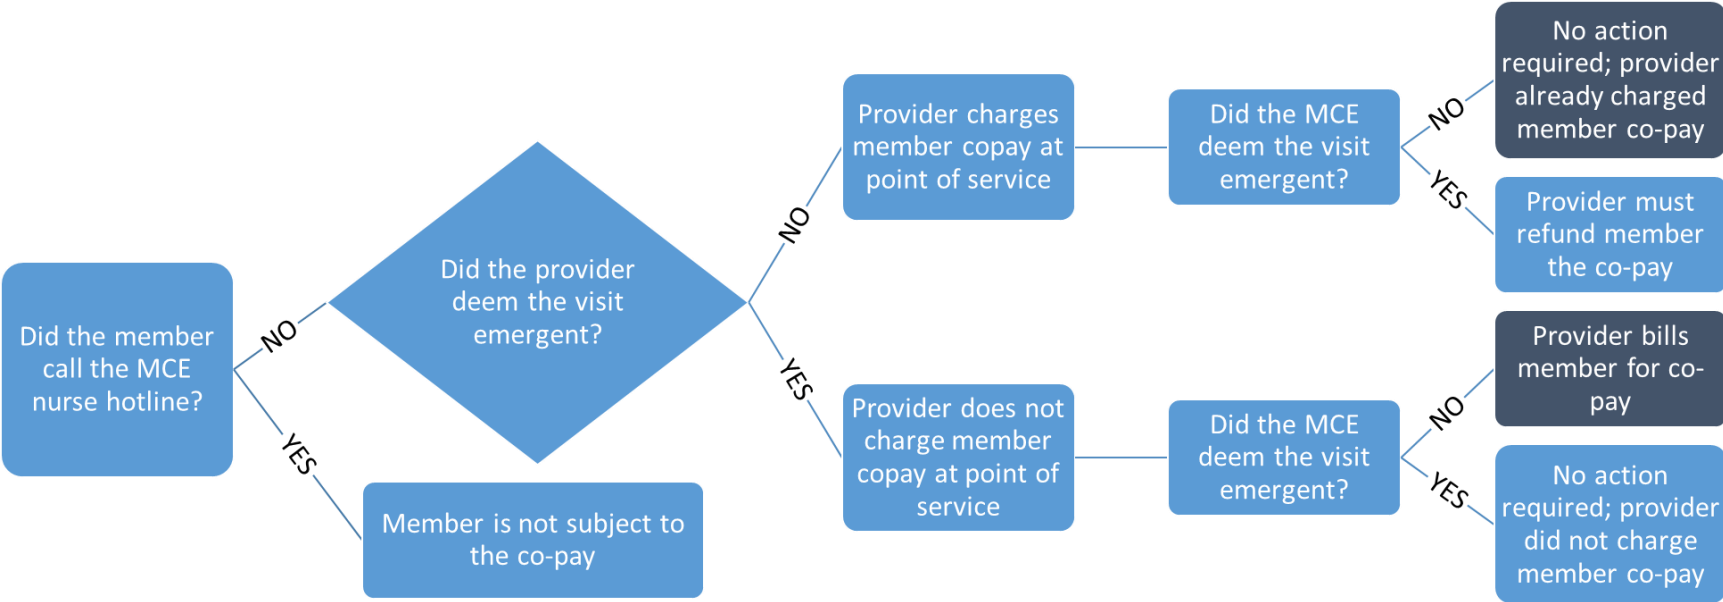 Did the member
call the MCE
nurse hotline?
NO
YES
Member is not subject to
the co-pay
Did the provider
deem the visit
emergent?
NO
YES
Provider charges
member copay at
point of service
Did the MCE
deem the visit
emergent?
NO
YES
No action
required; provider
already charged
member co-pay
Provider must
refund member
the co-pay
Provider does not
charge member
copay at point of
service
Did the MCE
deem the visit
emergent?
NO
YES
Provider bills
member for co-
pay
No action
required; provider
did not charge
member co-pay